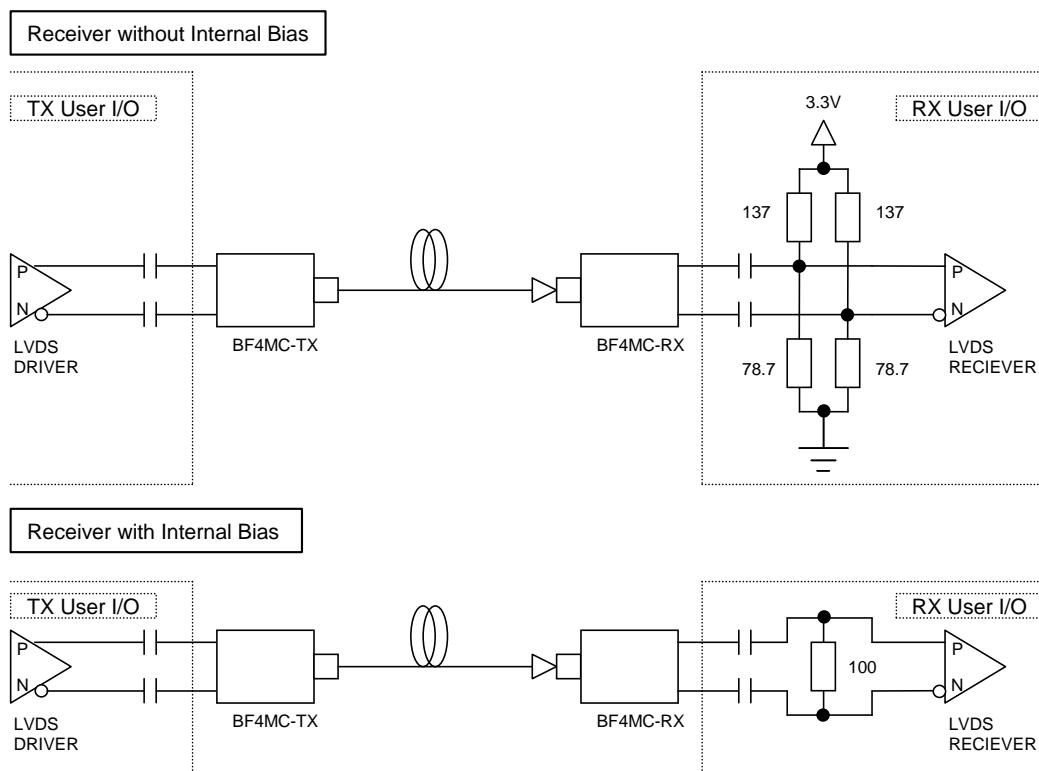 Receiver without Internal Bias
TX User I/O
RX User I/O
3.3V
137
137
P
N
P
N
LVDS
DRIVER
BF4MC-TX
BF4MC-RX
78.7
78.7
LVDS
RECIEVER
Receiver with Internal Bias
TX User I/O
RX User I/O
P
N
100
P
N
LVDS
DRIVER
BF4MC-TX
BF4MC-RX
LVDS
RECIEVER